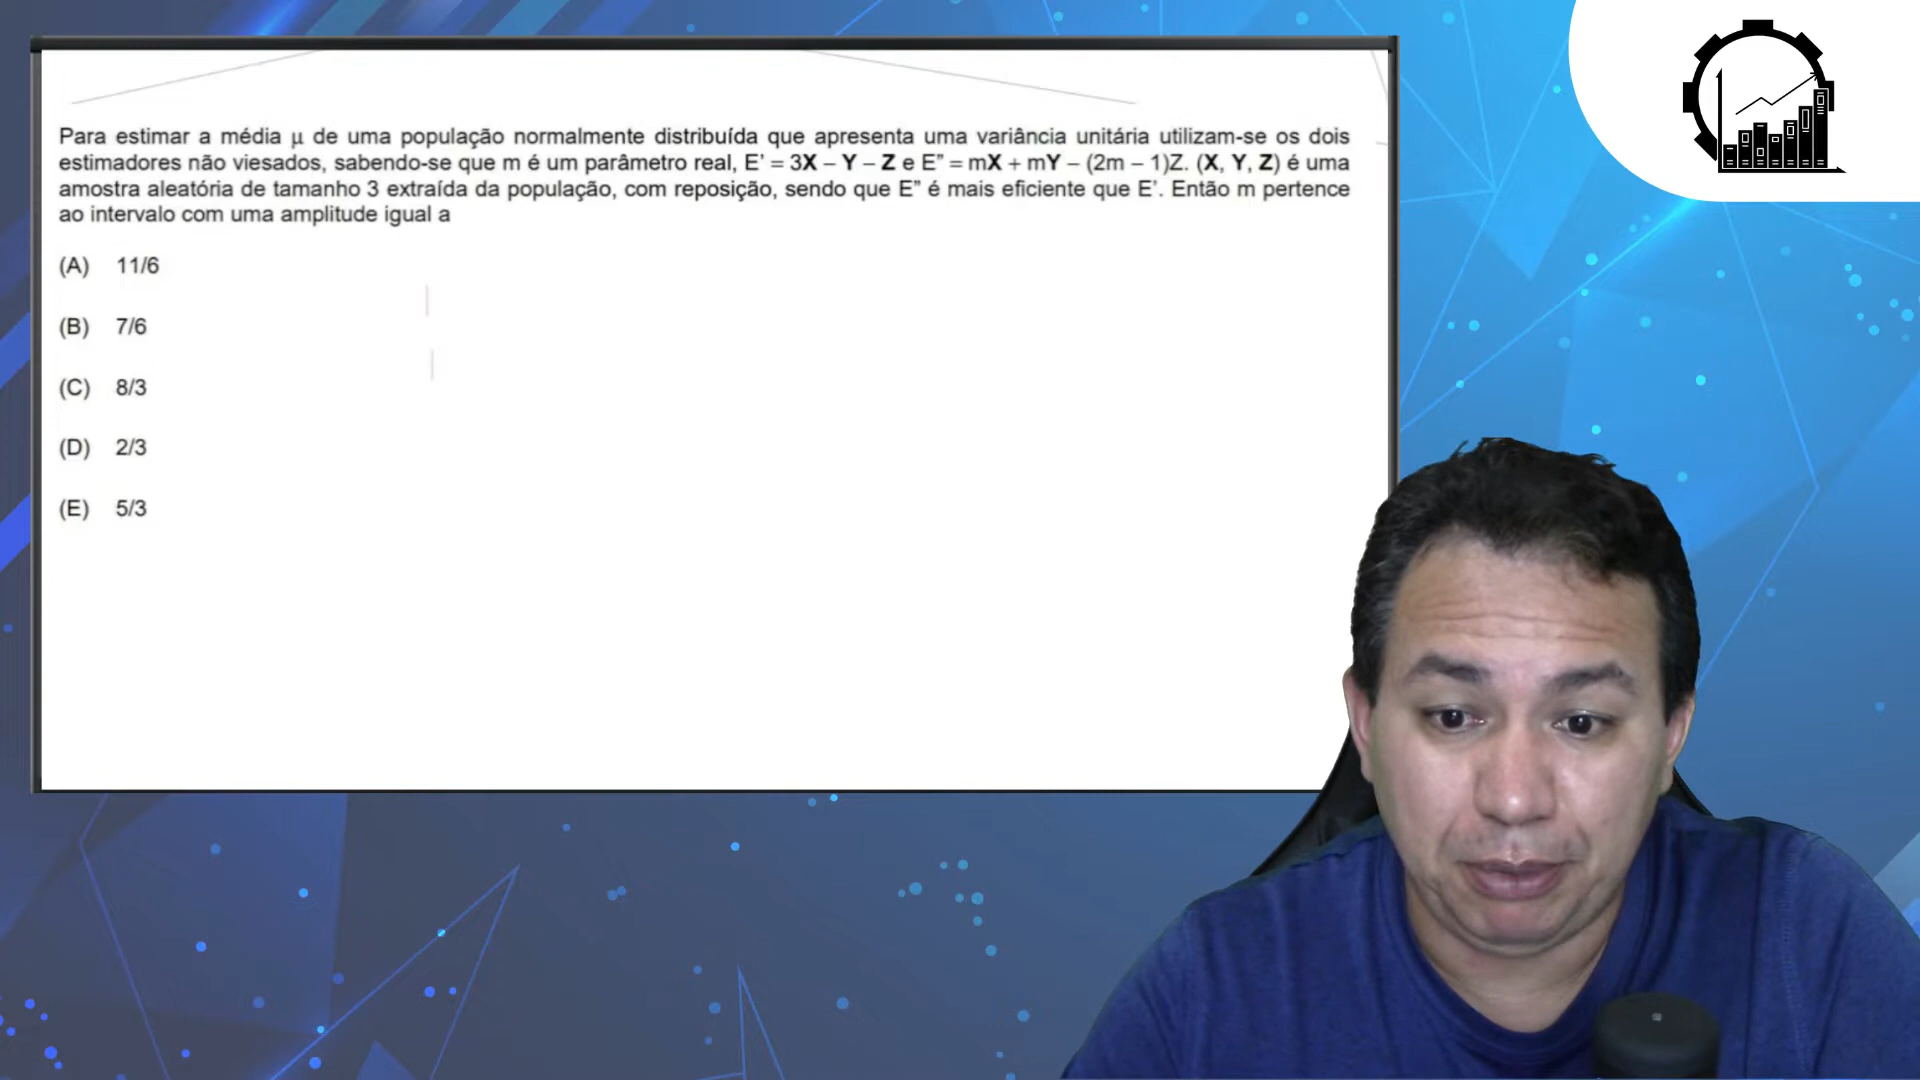 Para estimar a média μ de uma população normalmente distribuída que apresenta uma variância unitária utilizam-se os dois
estimadores não viesados, sabendo-se que m é um parâmetro real, E' = 3X – Y – Z e E" = mX + mY – (2m – 1)Z. (X, Y, Z) é uma
amostra aleatória de tamanho 3 extraída da população, com reposição, sendo que E" é mais eficiente que E'. Então m pertence
ao intervalo com uma amplitude igual a
(A) 11/6
(B) 7/6
(C) 8/3
(D) 2/3
(E) 5/3